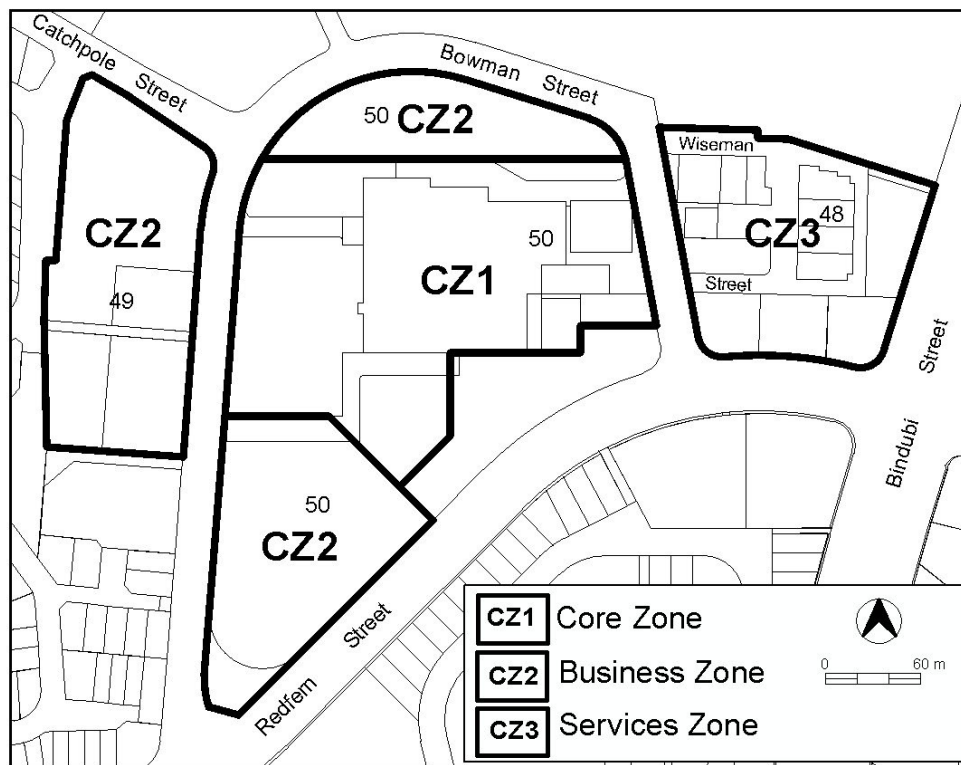 Catchpole Street
Bowman Street
50 CZ2
Wiseman
CZ2
48
50
CZ3
CZ1
Street
49
Street
Bindubi
50
CZ2
Redfern Street
CZ1 Core Zone
CZ2 Business Zone
0 60 m
CZ3 Services Zone